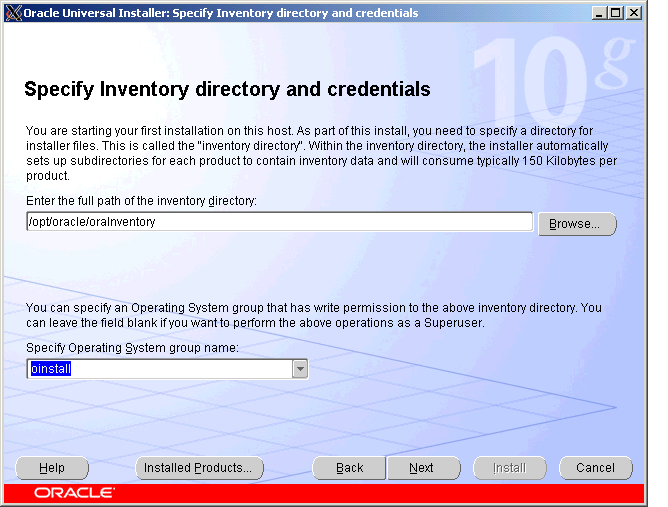 Oracle Universal Installer: Specify Inventory directory and credentials
10g
Specify Inventory directory and credentials
You are starting your first installation on this host. As part of this install, you need to specify a directory for
installer files. This is called the "inventory directory". Within the inventory directory, the installer automatically
sets up subdirectories for each product to contain inventory data and will consume typically 150 Kilobytes per
product.
Enter the full path of the inventory directory:
/opt/oracle/oraInventory
Browse...
You can specify an Operating System group that has write permission to the above inventory directory. You
can leave the field blank if you want to perform the above operations as a Superuser.
Specify Operating System group name:
oinstall
Help Installed Products... Back Next Install Cancel
ORACLE